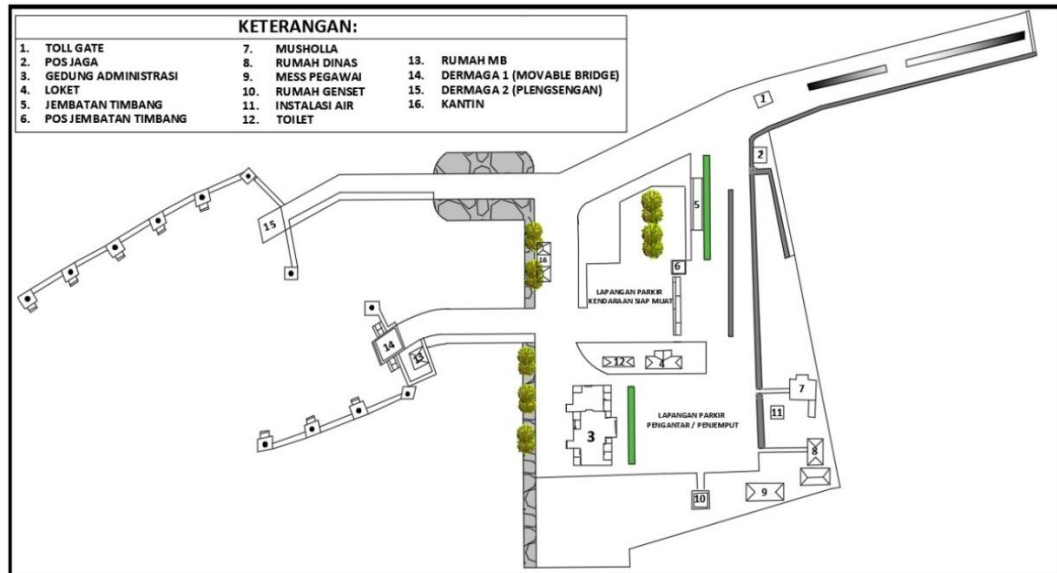 KETERANGAN:
1. TOLL GATE
2. POS JAGA
3. GEDUNG ADMINISTRASI
4. LOKET
5. JEMBATAN TIMBANG
6. POS JEMBATAN TIMBANG
7. MUSHOLLA
8. RUMAH DINAS
9. MESS PEGAWAI
10. RUMAH GENSET
11. INSTALASI AIR
12. TOILET
13. RUMAH MB
14. DERMAGA 1 (MOVABLE BRIDGE)
15. DERMAGA 2 (PLENGSENGAN)
16. KANTIN
1
2
5
15
16
6
LAPANGAN PARKIR
KENDARAAN SIAP MUAT
14
13
12
4
7
11
LAPANGAN PARKIR
PENGANTAR / PENJEMPUT
3
8
9
10